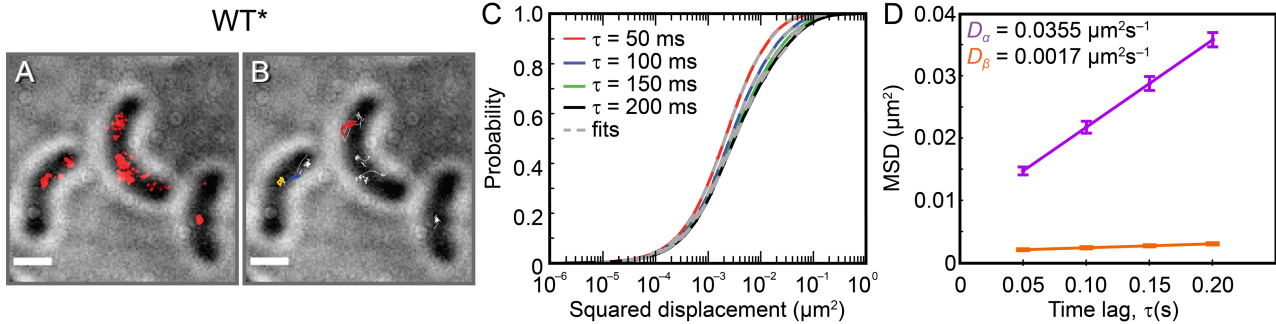 WT*
A
B
C
1.0
0.8
0.6
0.4
0.2
0
Probability
τ = 50 ms
τ = 100 ms
τ = 150 ms
τ = 200 ms
fits
10⁻⁶ 10⁻⁵ 10⁻⁴ 10⁻³ 10⁻² 10⁻¹ 10⁰
Squared displacement (μm²)
D
0.04
0.03
0.02
0.01
0
MSD (μm²)
Dα = 0.0355 μm²s⁻¹
Dβ = 0.0017 μm²s⁻¹
0 0.05 0.10 0.15 0.20
Time lag, τ(s)